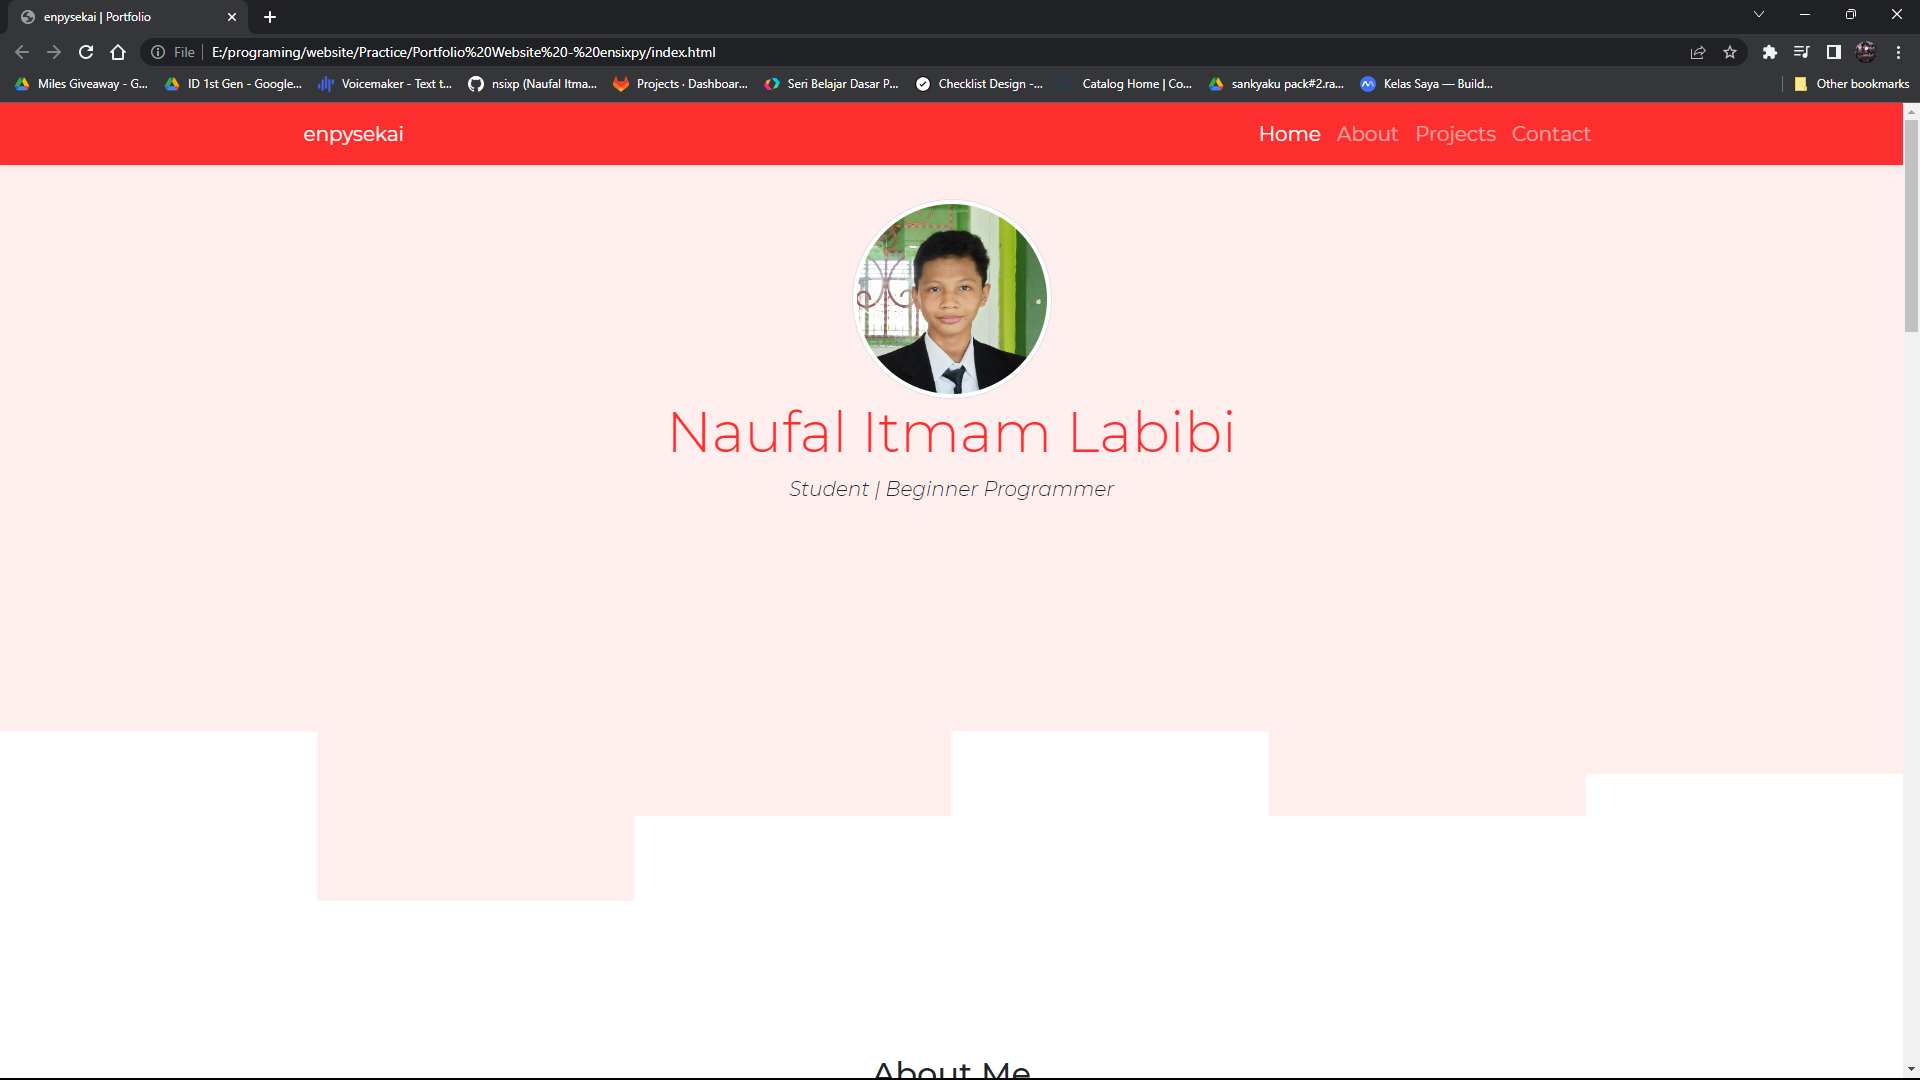 enpysekai | Portfolio
File E:/programing/website/Practice/Portfolio%20Website%20-%20ensixpy/index.html
Miles Giveaway - G... ID 1st Gen - Google... Voicemaker - Text t... nsixp (Naufal Itma... Projects · Dashboar... Seri Belajar Dasar P... Checklist Design -... Catalog Home | Co... sankyaku pack#2.ra... Kelas Saya — Build... Other bookmarks
enpysekai Home About Projects Contact
Naufal Itmam Labibi
Student | Beginner Programmer
About Me